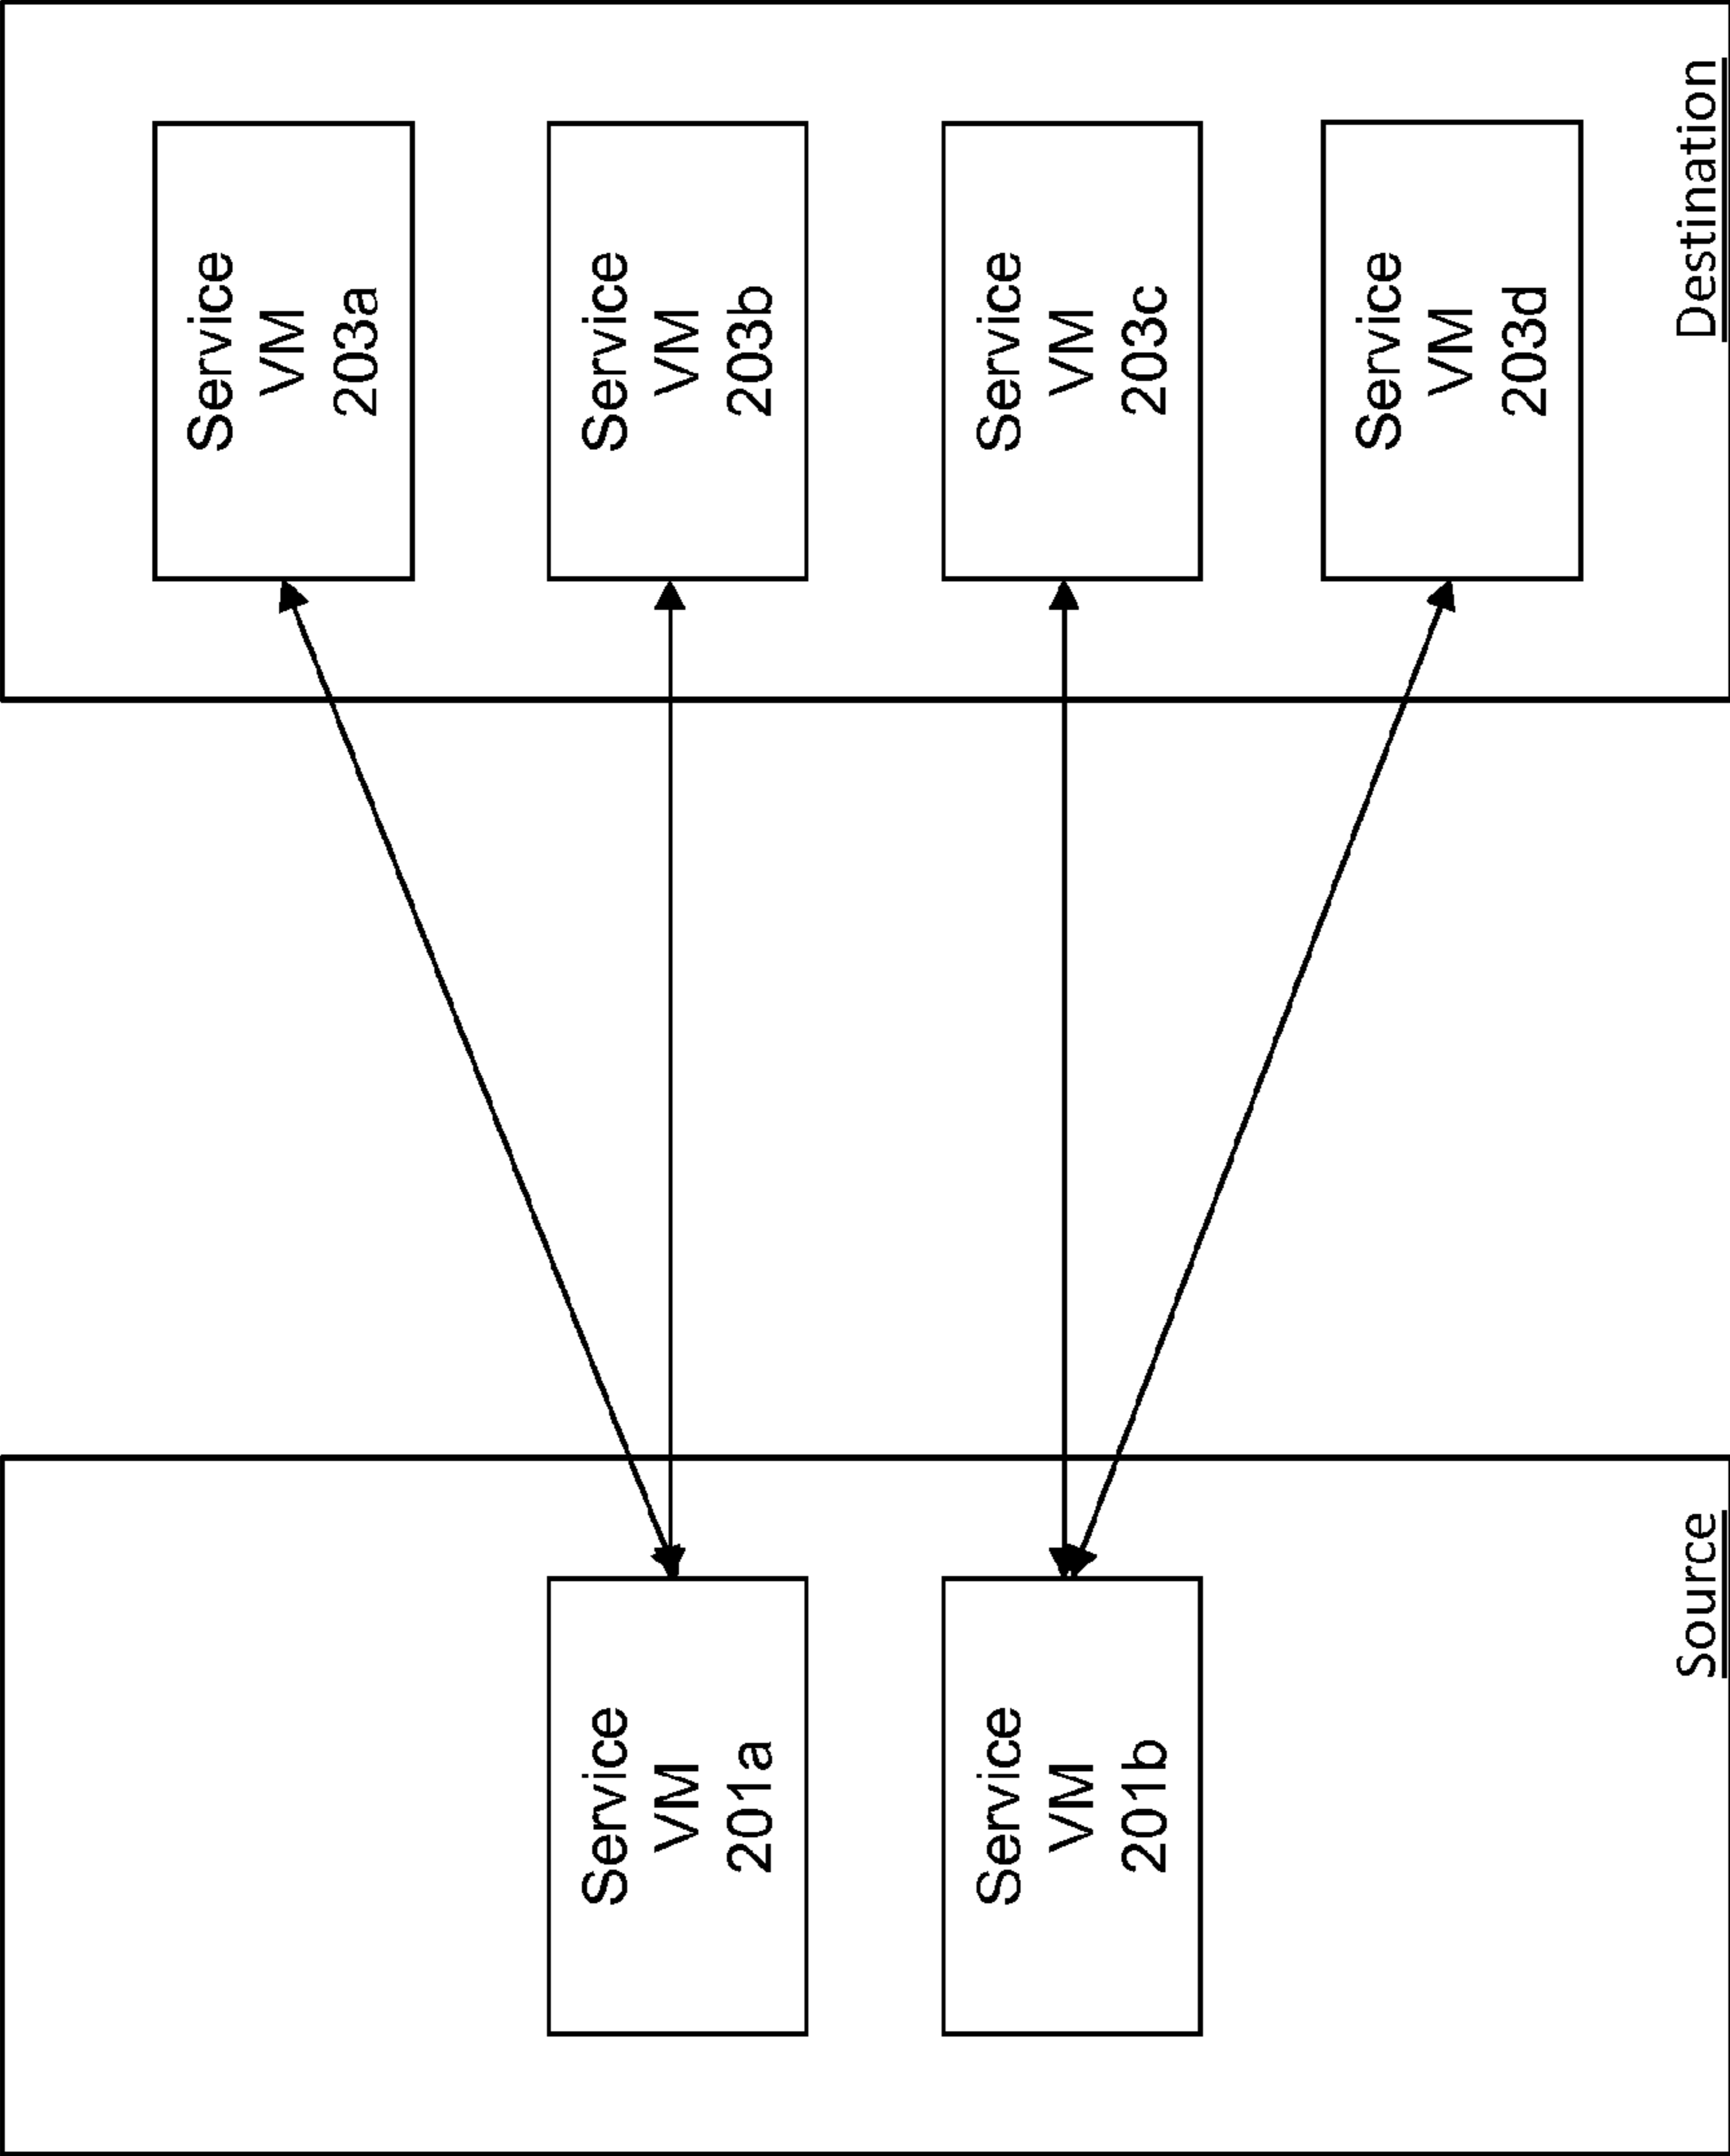 Service
VM
201a
Service
VM
201b
Source
Service
VM
203a
Service
VM
203b
Service
VM
203c
Service
VM
203d
Destination